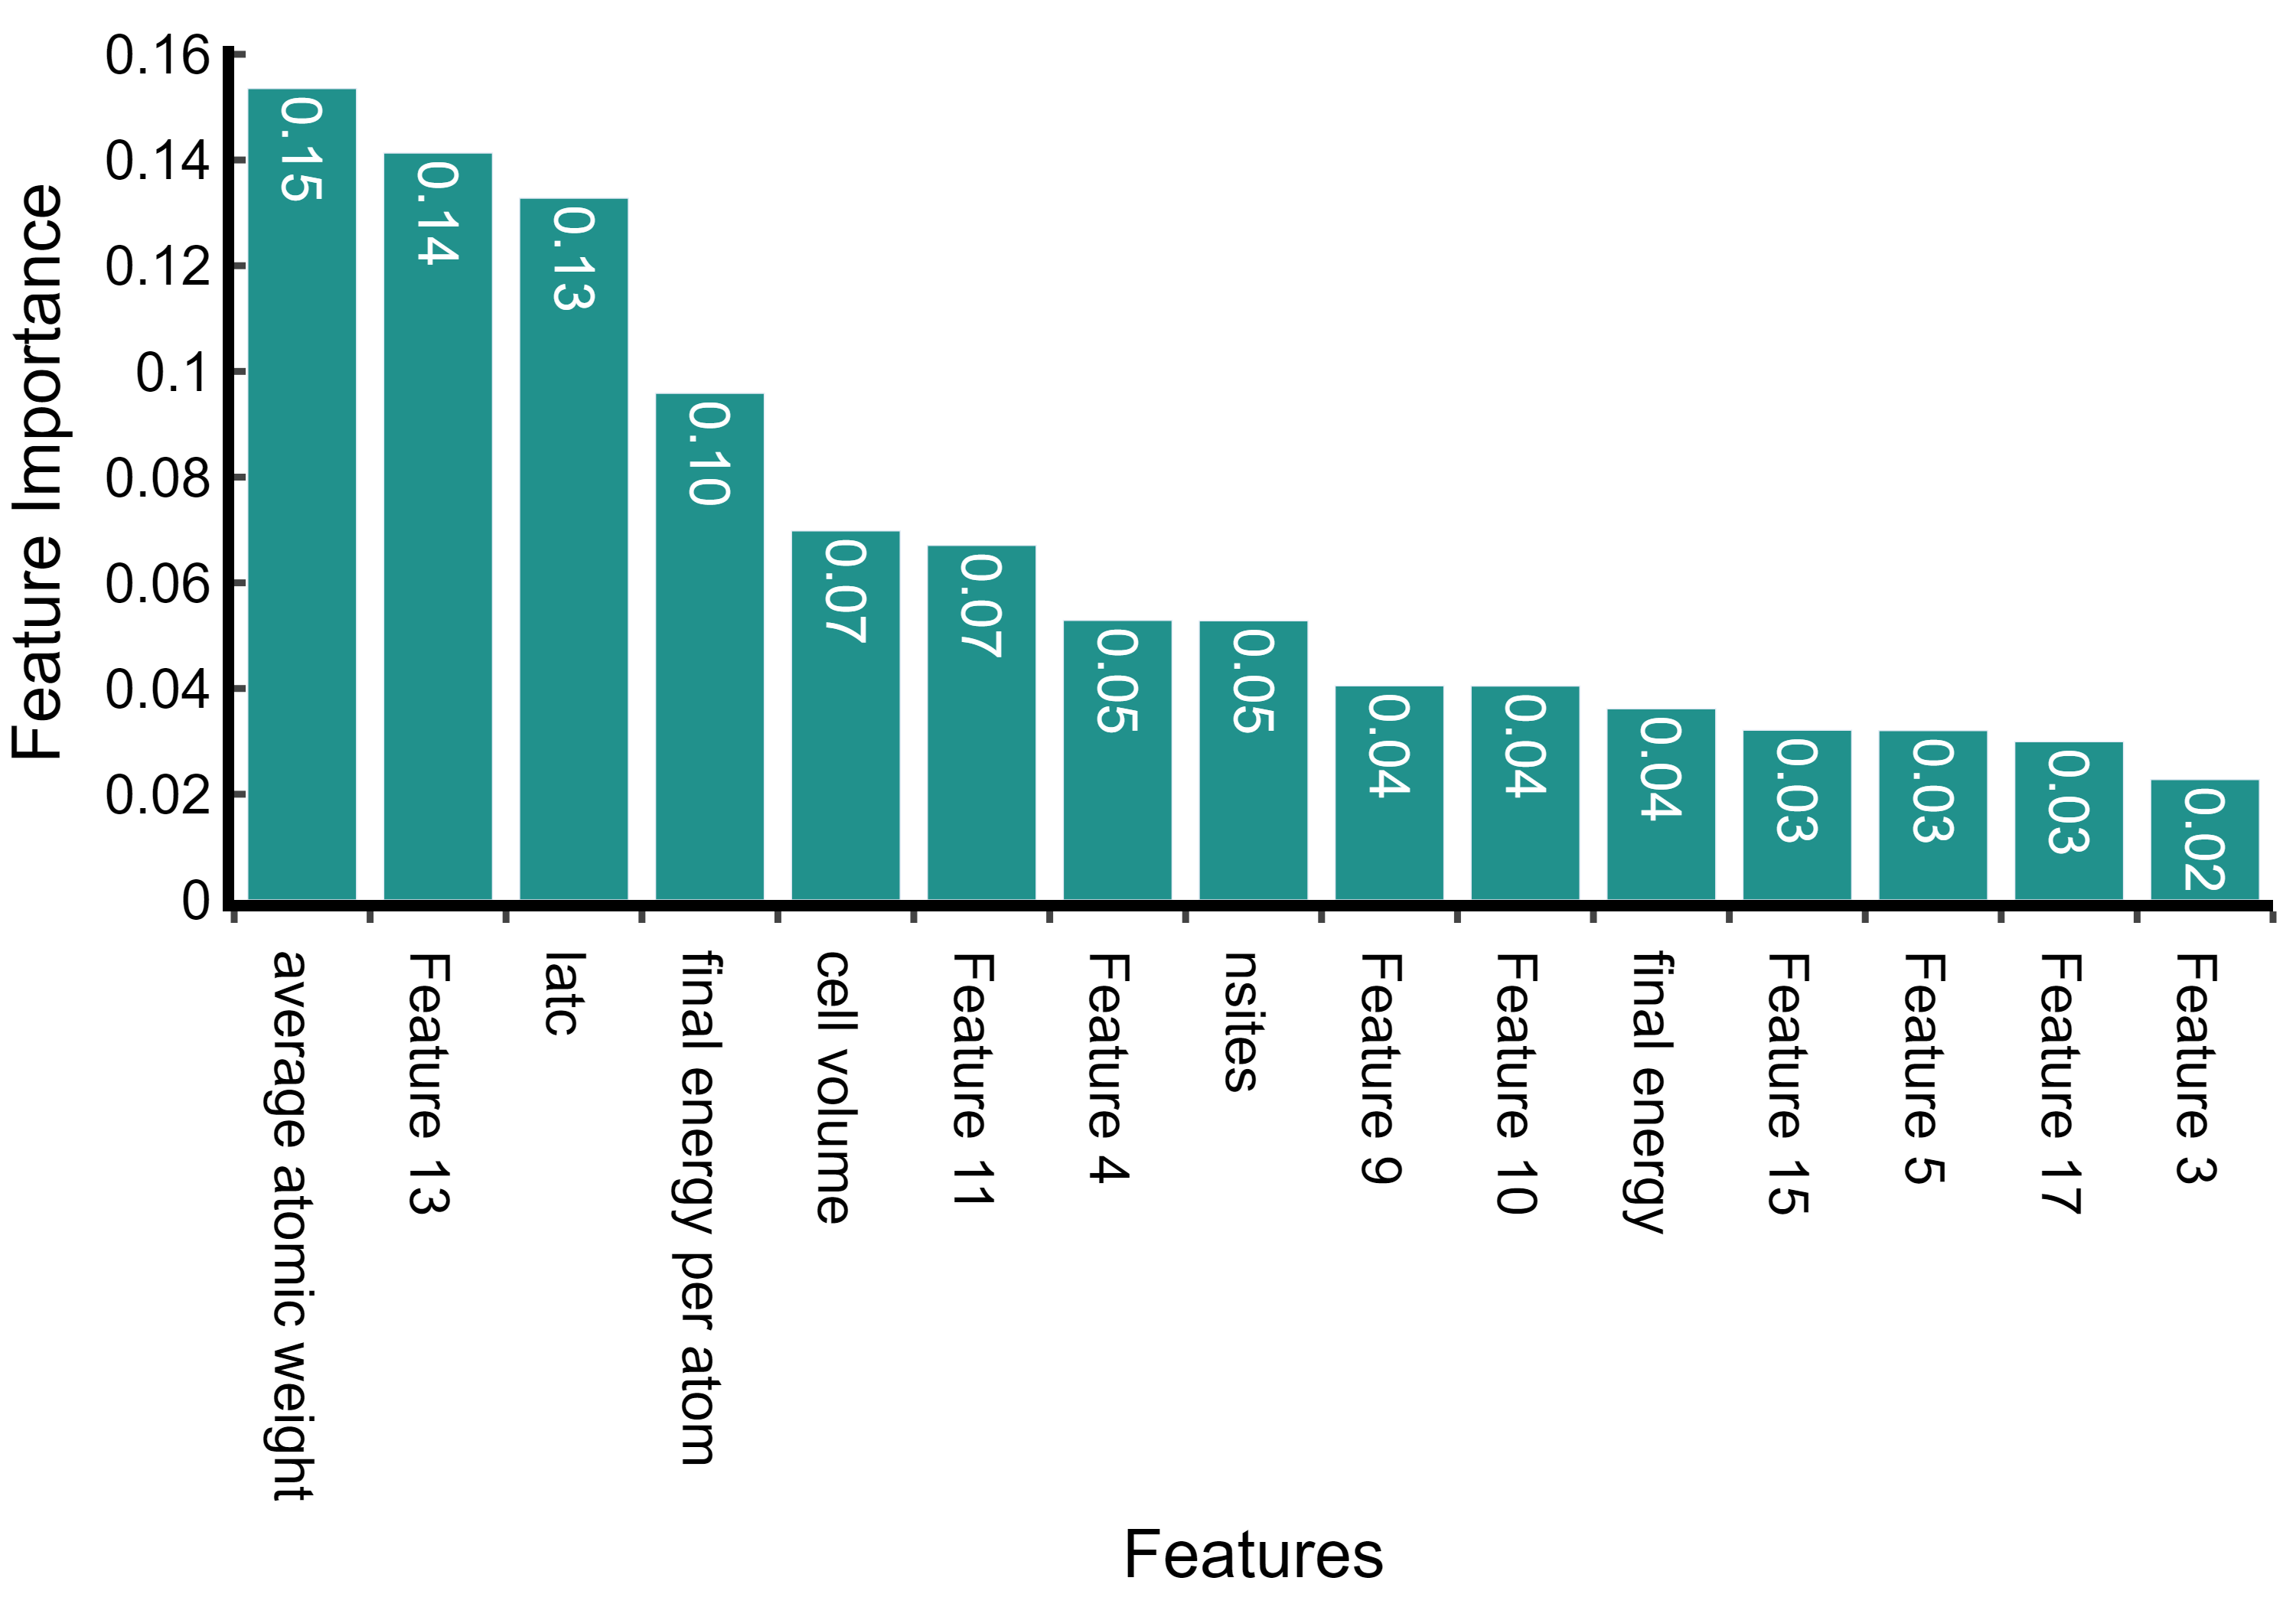 Feature Importance
0.16
0.14
0.12
0.1
0.08
0.06
0.04
0.02
0
0.15
0.14
0.13
0.10
0.07
0.07
0.05
0.05
0.04
0.04
0.04
0.03
0.03
0.03
0.02
average atomic weight
Feature 13
latc
final energy per atom
cell volume
Feature 11
Feature 4
nsites
Feature 9
Feature 10
final energy
Feature 15
Feature 5
Feature 17
Feature 3
Features